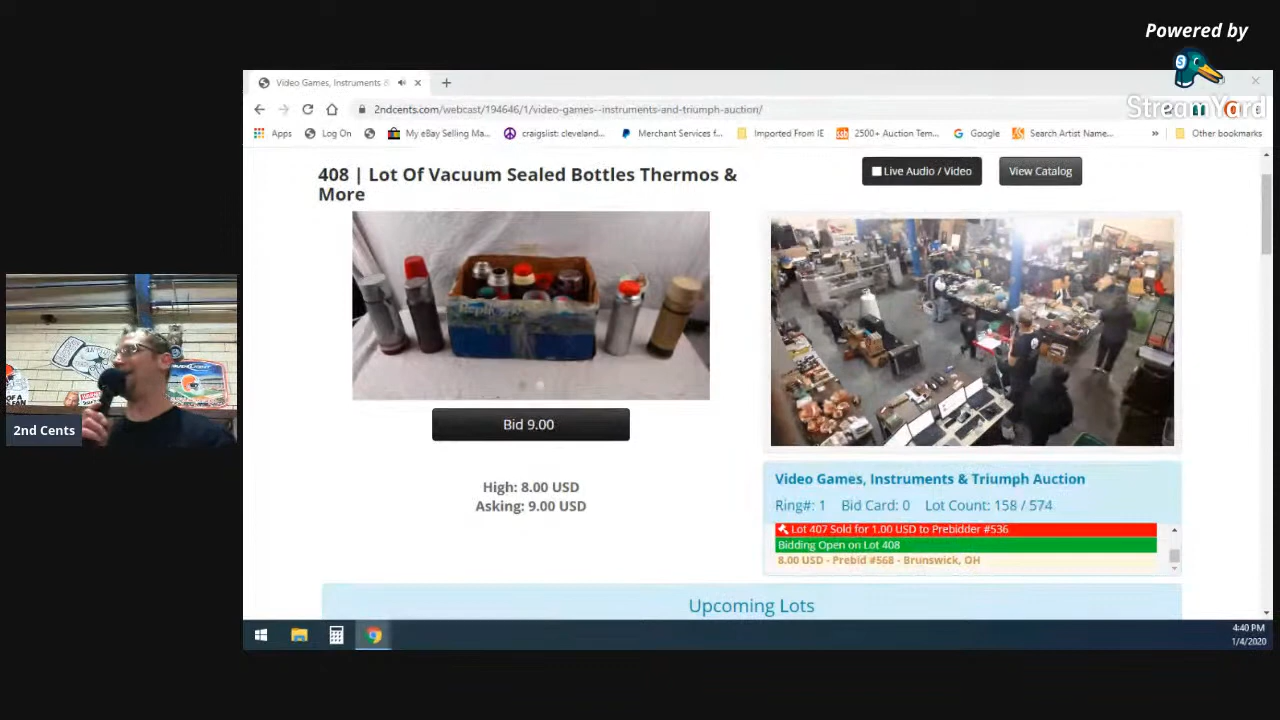 Powered by
StreamYard
Video Games, Instruments &
2ndcents.com/webcast/194646/1/video-games--instruments-and-triumph-auction/
Apps
Log On
My eBay Selling Ma...
craigslist: cleveland...
Merchant Services f...
Imported From IE
2500+ Auction Tem...
Google
Search Artist Name...
»
Other bookmarks
408 | Lot Of Vacuum Sealed Bottles Thermos &
More
Live Audio / Video
View Catalog
Bid 9.00
High: 8.00 USD
Asking: 9.00 USD
2nd Cents
Video Games, Instruments & Triumph Auction
Ring#: 1 Bid Card: 0 Lot Count: 158 / 574
Lot 407 Sold for 1.00 USD to Prebidder #536
Bidding Open on Lot 408
8.00 USD - Prebid #568 - Brunswick, OH
Upcoming Lots
4:40 PM
1/4/2020